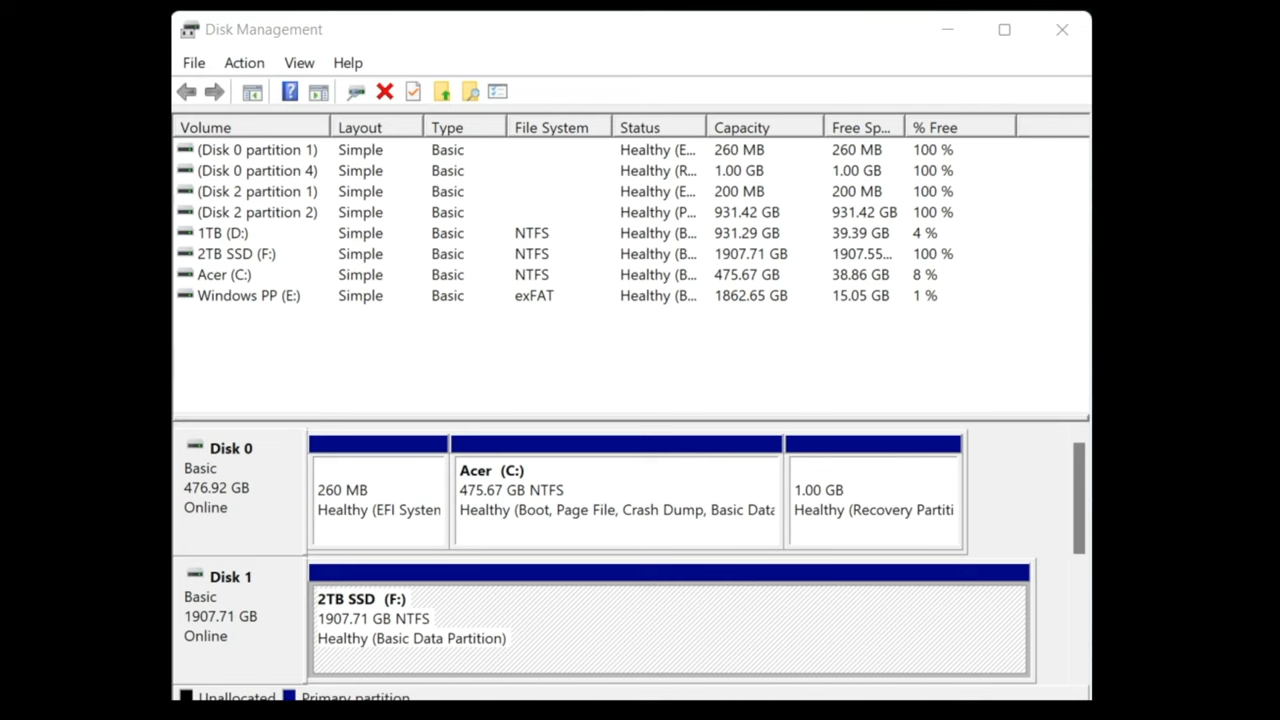 Disk Management
File Action View Help
Volume Layout Type File System Status Capacity Free Sp... % Free
(Disk 0 partition 1) Simple Basic Healthy (E... 260 MB 260 MB 100 %
(Disk 0 partition 4) Simple Basic Healthy (R... 1.00 GB 1.00 GB 100 %
(Disk 2 partition 1) Simple Basic Healthy (E... 200 MB 200 MB 100 %
(Disk 2 partition 2) Simple Basic Healthy (P... 931.42 GB 931.42 GB 100 %
1TB (D:) Simple Basic NTFS Healthy (B... 931.29 GB 39.39 GB 4 %
2TB SSD (F:) Simple Basic NTFS Healthy (B... 1907.71 GB 1907.55... 100 %
Acer (C:) Simple Basic NTFS Healthy (B... 475.67 GB 38.86 GB 8 %
Windows PP (E:) Simple Basic exFAT Healthy (B... 1862.65 GB 15.05 GB 1 %
Disk 0
Basic
476.92 GB
Online
260 MB
Healthy (EFI System
Acer (C:)
475.67 GB NTFS
Healthy (Boot, Page File, Crash Dump, Basic Data
1.00 GB
Healthy (Recovery Partiti
Disk 1
Basic
1907.71 GB
Online
2TB SSD (F:)
1907.71 GB NTFS
Healthy (Basic Data Partition)
Unallocated Primary partition